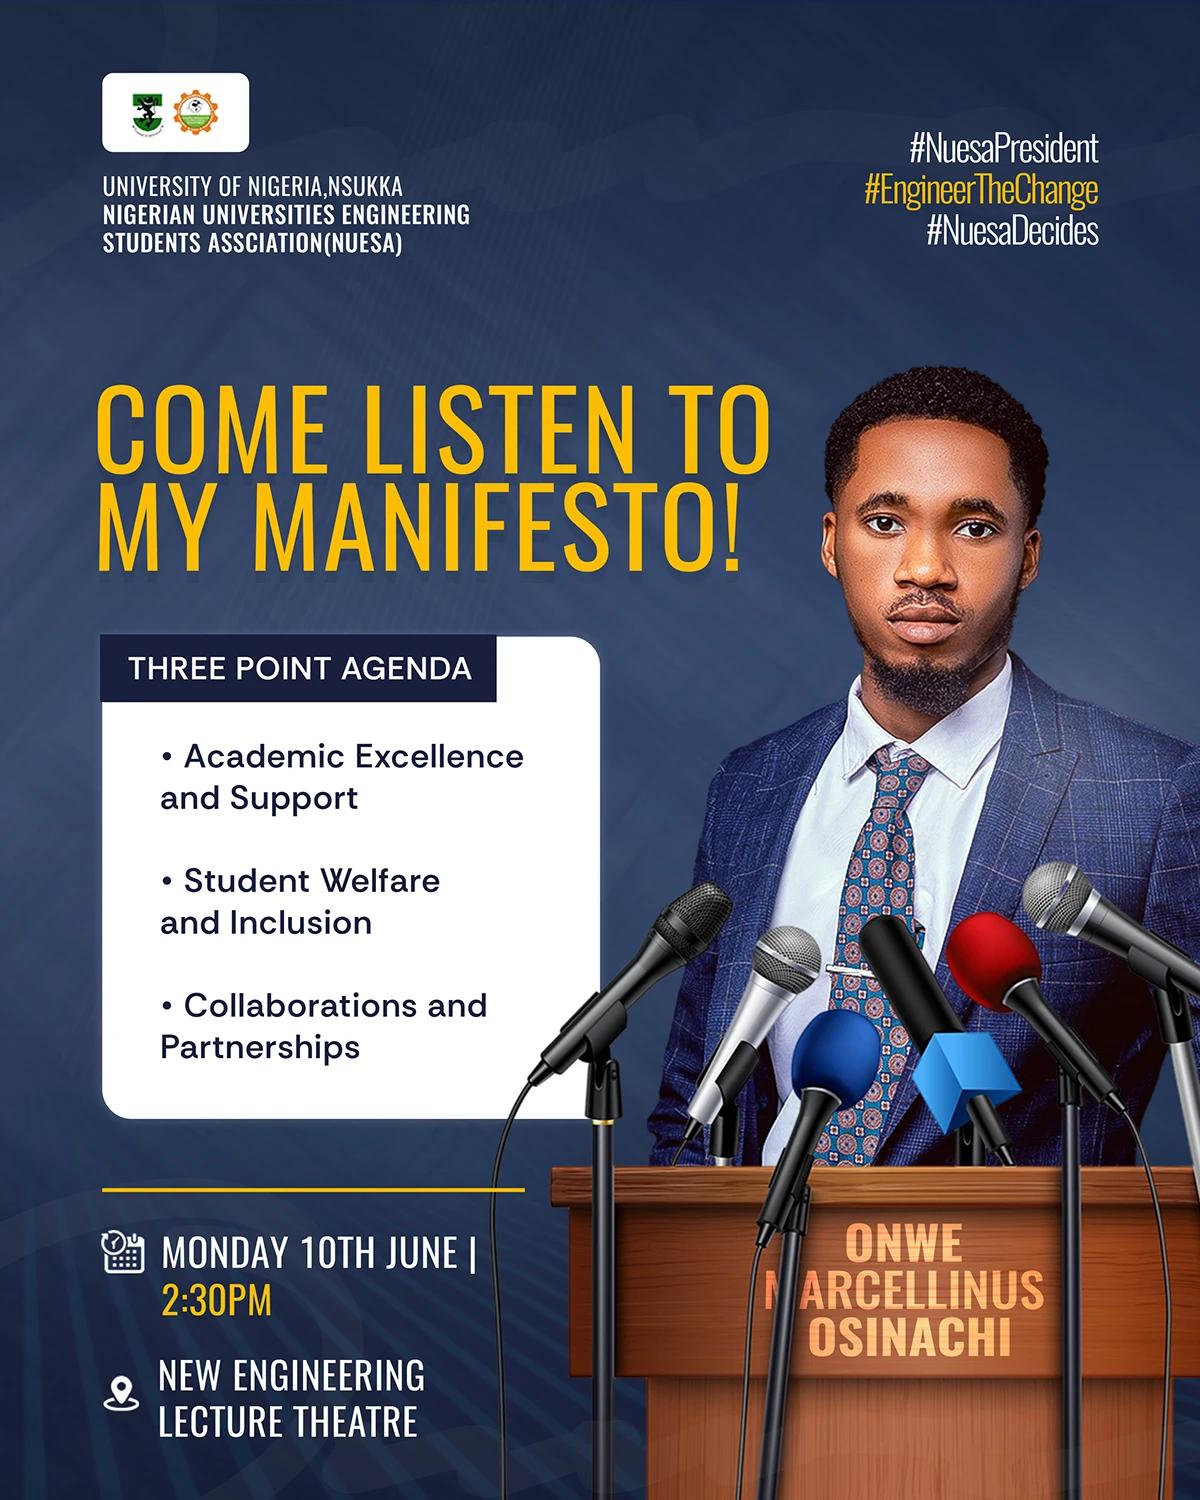 UNIVERSITY OF NIGERIA,NSUKKA
NIGERIAN UNIVERSITIES ENGINEERING
STUDENTS ASSCIATION(NUESA)
#NuesaPresident
#EngineerTheChange
#NuesaDecides
COME LISTEN TO
MY MANIFESTO!
THREE POINT AGENDA
• Academic Excellence
and Support
• Student Welfare
and Inclusion
• Collaborations and
Partnerships
MONDAY 10TH JUNE |
2:30PM
NEW ENGINEERING
LECTURE THEATRE
ONWE
MARCELLINUS
OSINACHI